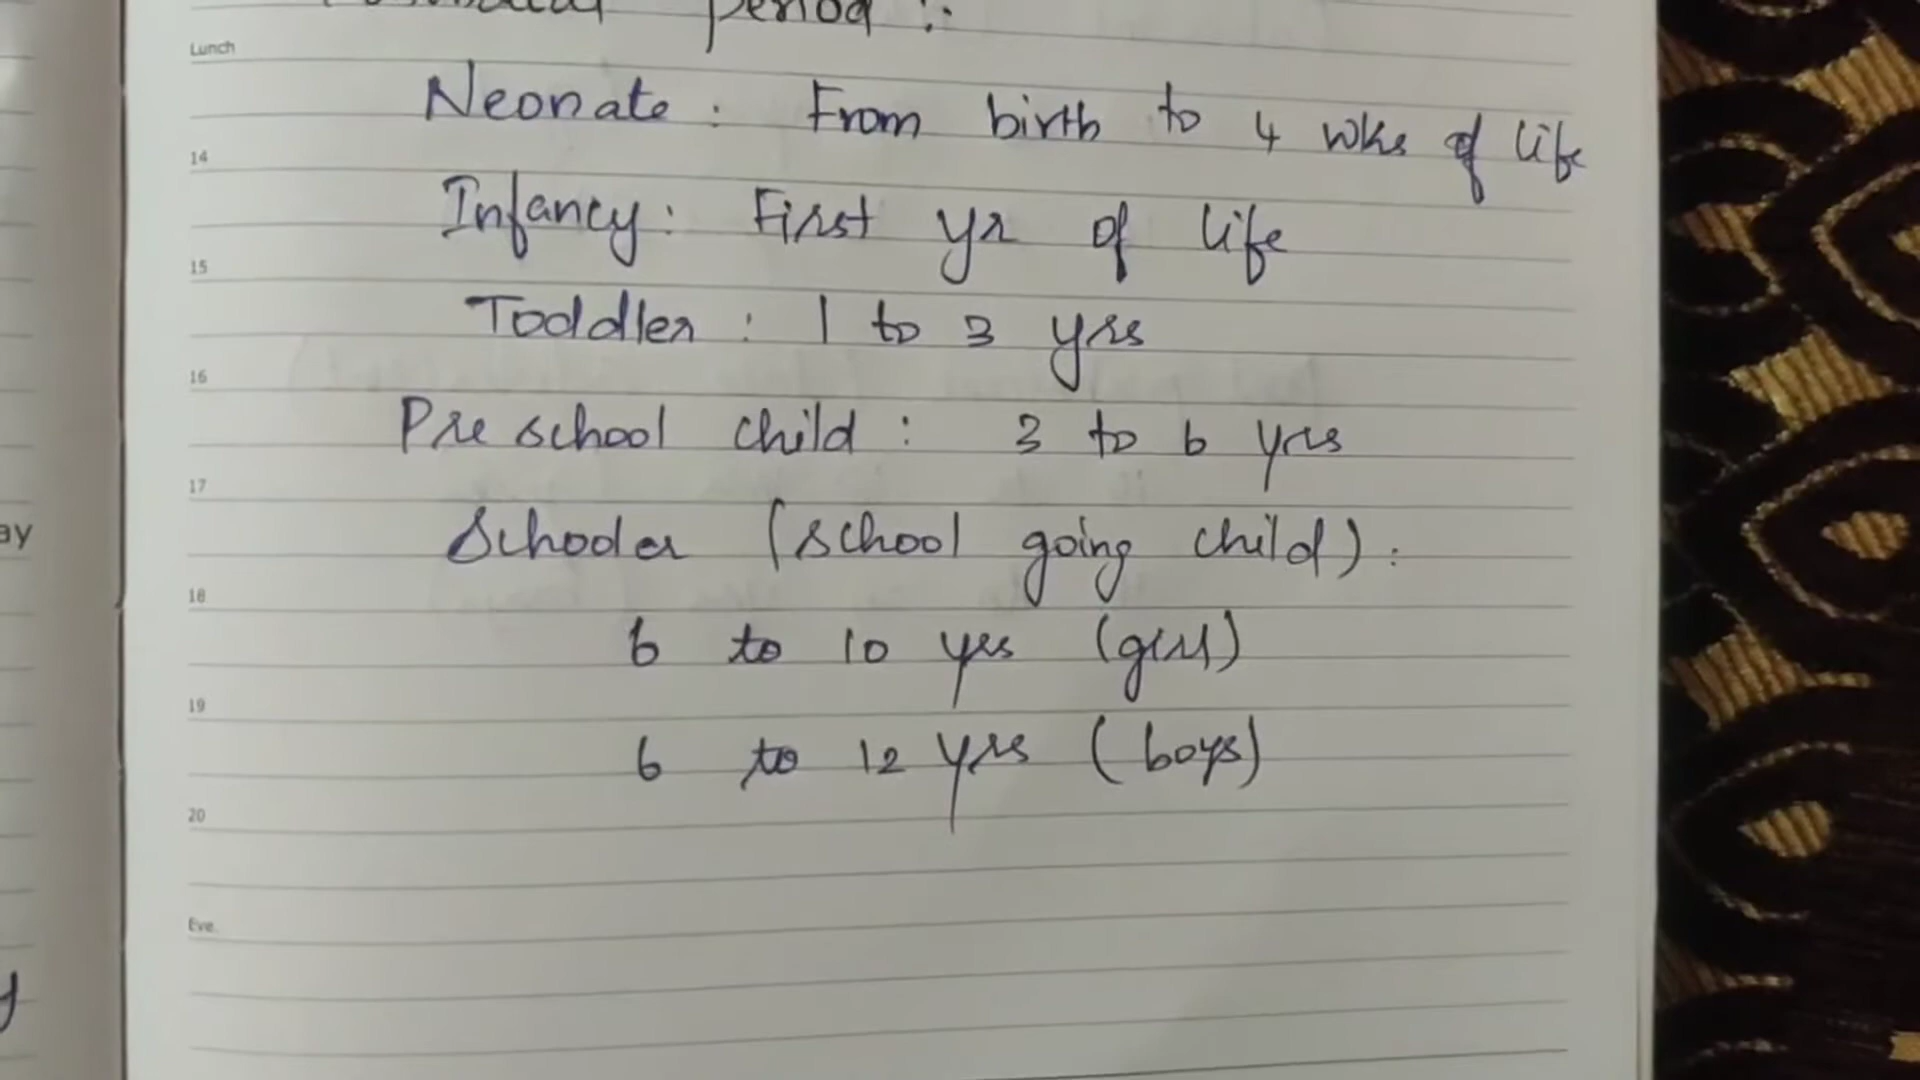 period :
Lunch
Neonate : From birth to 4 wks of life
14
Infancy : First yr of life
15
Toddler : 1 to 3 yrs
16
Pre school child : 3 to 6 yrs
17
Schooler (school going child) :
18
6 to 10 yrs (girl)
19
6 to 12 yrs (boys)
20
Eve.
ay
y